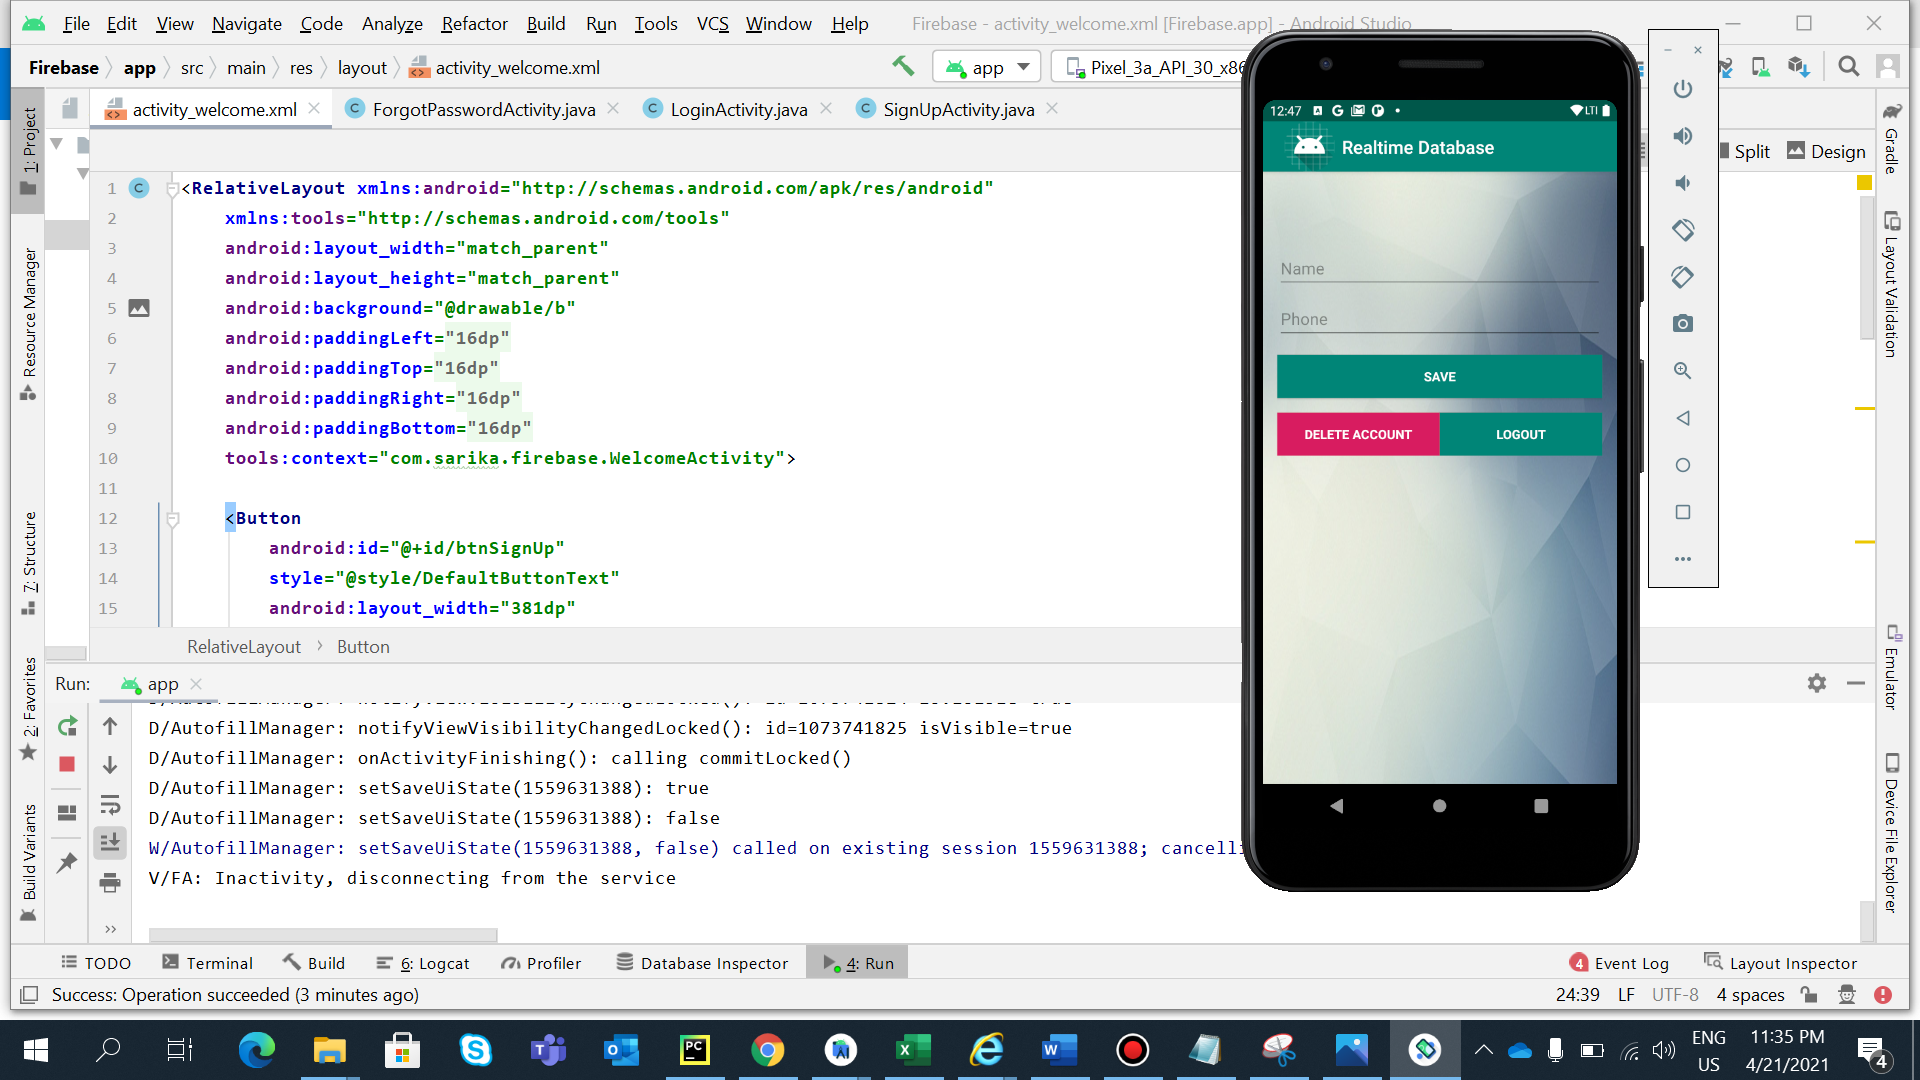 File Edit View Navigate Code Analyze Refactor Build Run Tools VCS Window Help Firebase - activity_welcome.xml [Firebase.app] - Android Studio
Firebase app src main res layout activity_welcome.xml app Pixel_3a_API_30_x86
activity_welcome.xml ForgotPasswordActivity.java LoginActivity.java SignUpActivity.java
Split Design
1 <RelativeLayout xmlns:android="http://schemas.android.com/apk/res/android"
2 xmlns:tools="http://schemas.android.com/tools"
3 android:layout_width="match_parent"
4 android:layout_height="match_parent"
5 android:background="@drawable/b"
6 android:paddingLeft="16dp"
7 android:paddingTop="16dp"
8 android:paddingRight="16dp"
9 android:paddingBottom="16dp"
10 tools:context="com.sarika.firebase.WelcomeActivity">
11
12 <Button
13 android:id="@+id/btnSignUp"
14 style="@style/DefaultButtonText"
15 android:layout_width="381dp"
RelativeLayout Button
Run: app
D/AutofillManager: notifyViewVisibilityChangedLocked(): id=1073741825 isVisible=true
D/AutofillManager: onActivityFinishing(): calling commitLocked()
D/AutofillManager: setSaveUiState(1559631388): true
D/AutofillManager: setSaveUiState(1559631388): false
W/AutofillManager: setSaveUiState(1559631388, false) called on existing session 1559631388; cancelli
V/FA: Inactivity, disconnecting from the service
1: Project
Resource Manager
7: Structure
2: Favorites
Build Variants
12:47 LTI
Realtime Database
Name
Phone
SAVE
DELETE ACCOUNT LOGOUT
Gradle
Layout Validation
Emulator
Device File Explorer
TODO Terminal Build 6: Logcat Profiler Database Inspector 4: Run 4 Event Log Layout Inspector
Success: Operation succeeded (3 minutes ago) 24:39 LF UTF-8 4 spaces
ENG 11:35 PM
US 4/21/2021 4